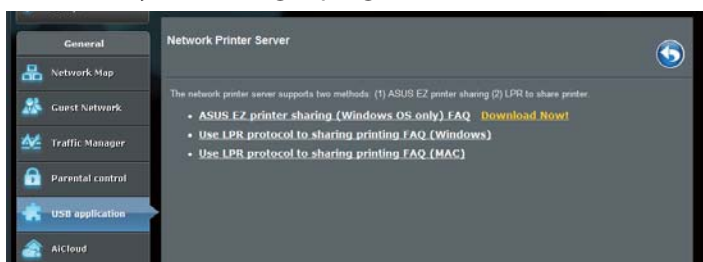 General
Network Map
Guest Network
Traffic Manager
Parental control
USB application
AiCloud
Network Printer Server
The network printer server supports two methods: (1) ASUS EZ printer sharing (2) LPR to share printer.
ASUS EZ printer sharing (Windows OS only) FAQ Download Now!
Use LPR protocol to sharing printing FAQ (Windows)
Use LPR protocol to sharing printing FAQ (MAC)